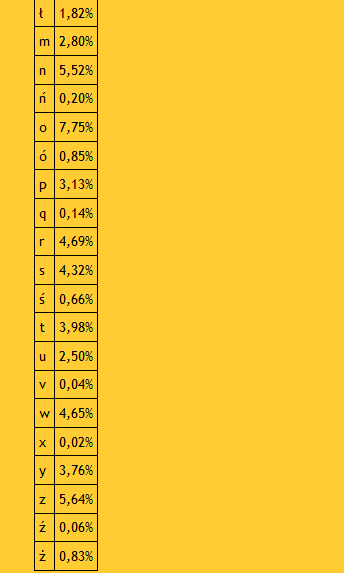 ł 1,82%
m 2,80%
n 5,52%
ń 0,20%
o 7,75%
ó 0,85%
p 3,13%
q 0,14%
r 4,69%
s 4,32%
ś 0,66%
t 3,98%
u 2,50%
v 0,04%
w 4,65%
x 0,02%
y 3,76%
z 5,64%
ź 0,06%
ż 0,83%